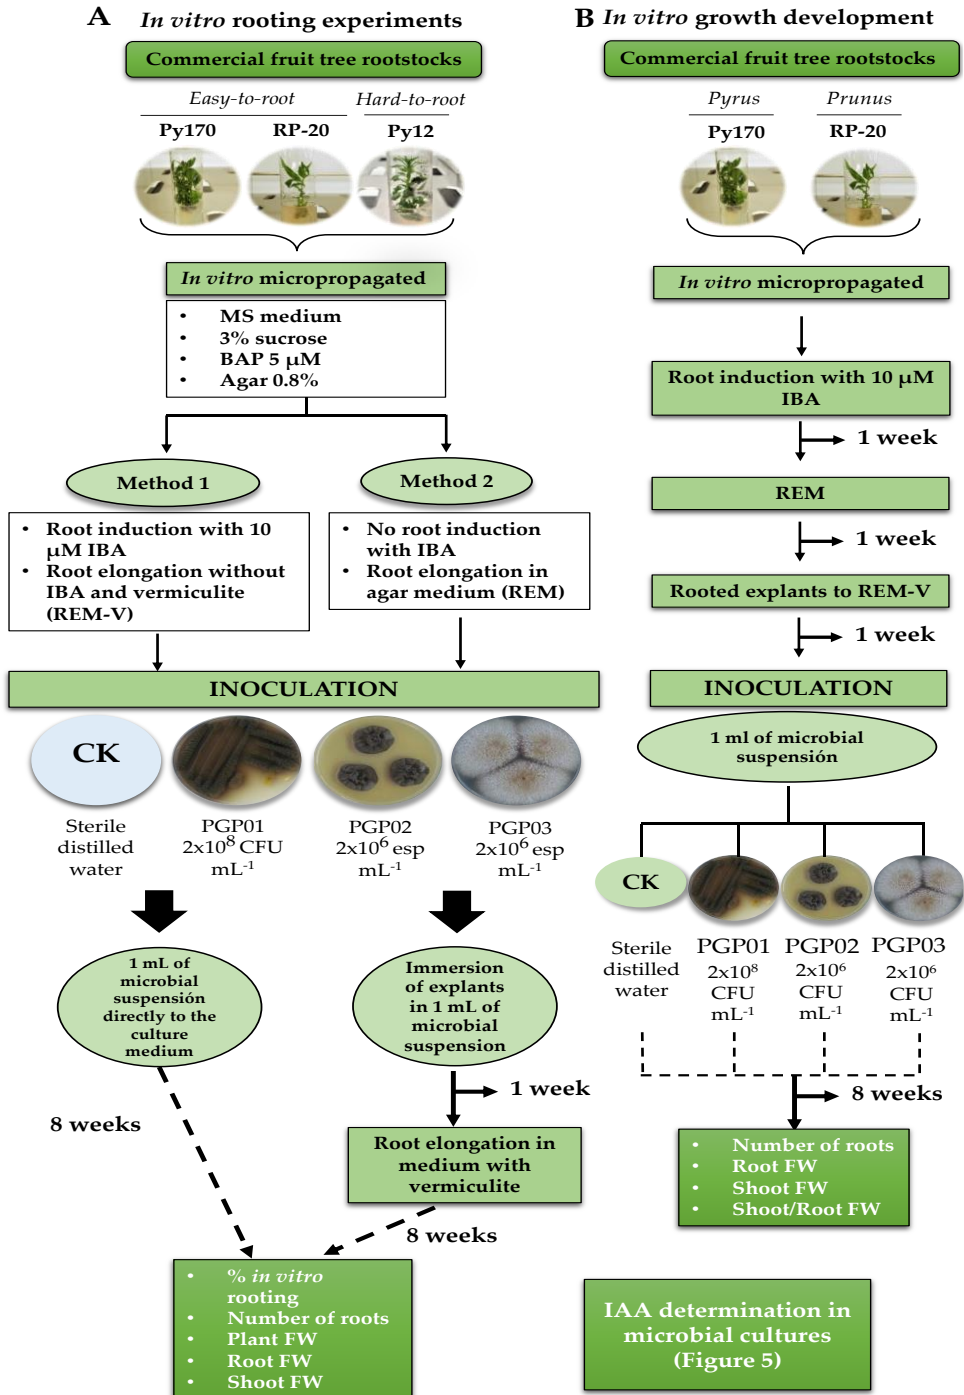 A In vitro rooting experiments
Commercial fruit tree rootstocks
Easy-to-root Hard-to-root
Py170 RP-20 Py12
In vitro micropropagated
• MS medium
• 3% sucrose
• BAP 5 µM
• Agar 0.8%
Method 1
Method 2
• Root induction with 10
µM IBA
• Root elongation without
IBA and vermiculite
(REM-V)
• No root induction
with IBA
• Root elongation in
agar medium (REM)
INOCULATION
CK
Sterile
distilled
water
PGP01
2x10⁸ CFU
mL⁻¹
PGP02
2x10⁶ esp
mL⁻¹
PGP03
2x10⁶ esp
mL⁻¹
1 mL of
microbial
suspensión
directly to the
culture
medium
Immersion
of explants
in 1 mL of
microbial
suspension
1 week
8 weeks
Root elongation in
medium with
vermiculite
8 weeks
• % in vitro
rooting
• Number of roots
• Plant FW
• Root FW
• Shoot FW
B In vitro growth development
Commercial fruit tree rootstocks
Pyrus Prunus
Py170 RP-20
In vitro micropropagated
Root induction with 10 µM
IBA
1 week
REM
1 week
Rooted explants to REM-V
1 week
INOCULATION
1 ml of microbial
suspensión
CK
Sterile
distilled
water
PGP01
2x10⁸
CFU
mL⁻¹
PGP02
2x10⁶
CFU
mL⁻¹
PGP03
2x10⁶
CFU
mL⁻¹
8 weeks
• Number of roots
• Root FW
• Shoot FW
• Shoot/Root FW
IAA determination in
microbial cultures
(Figure 5)